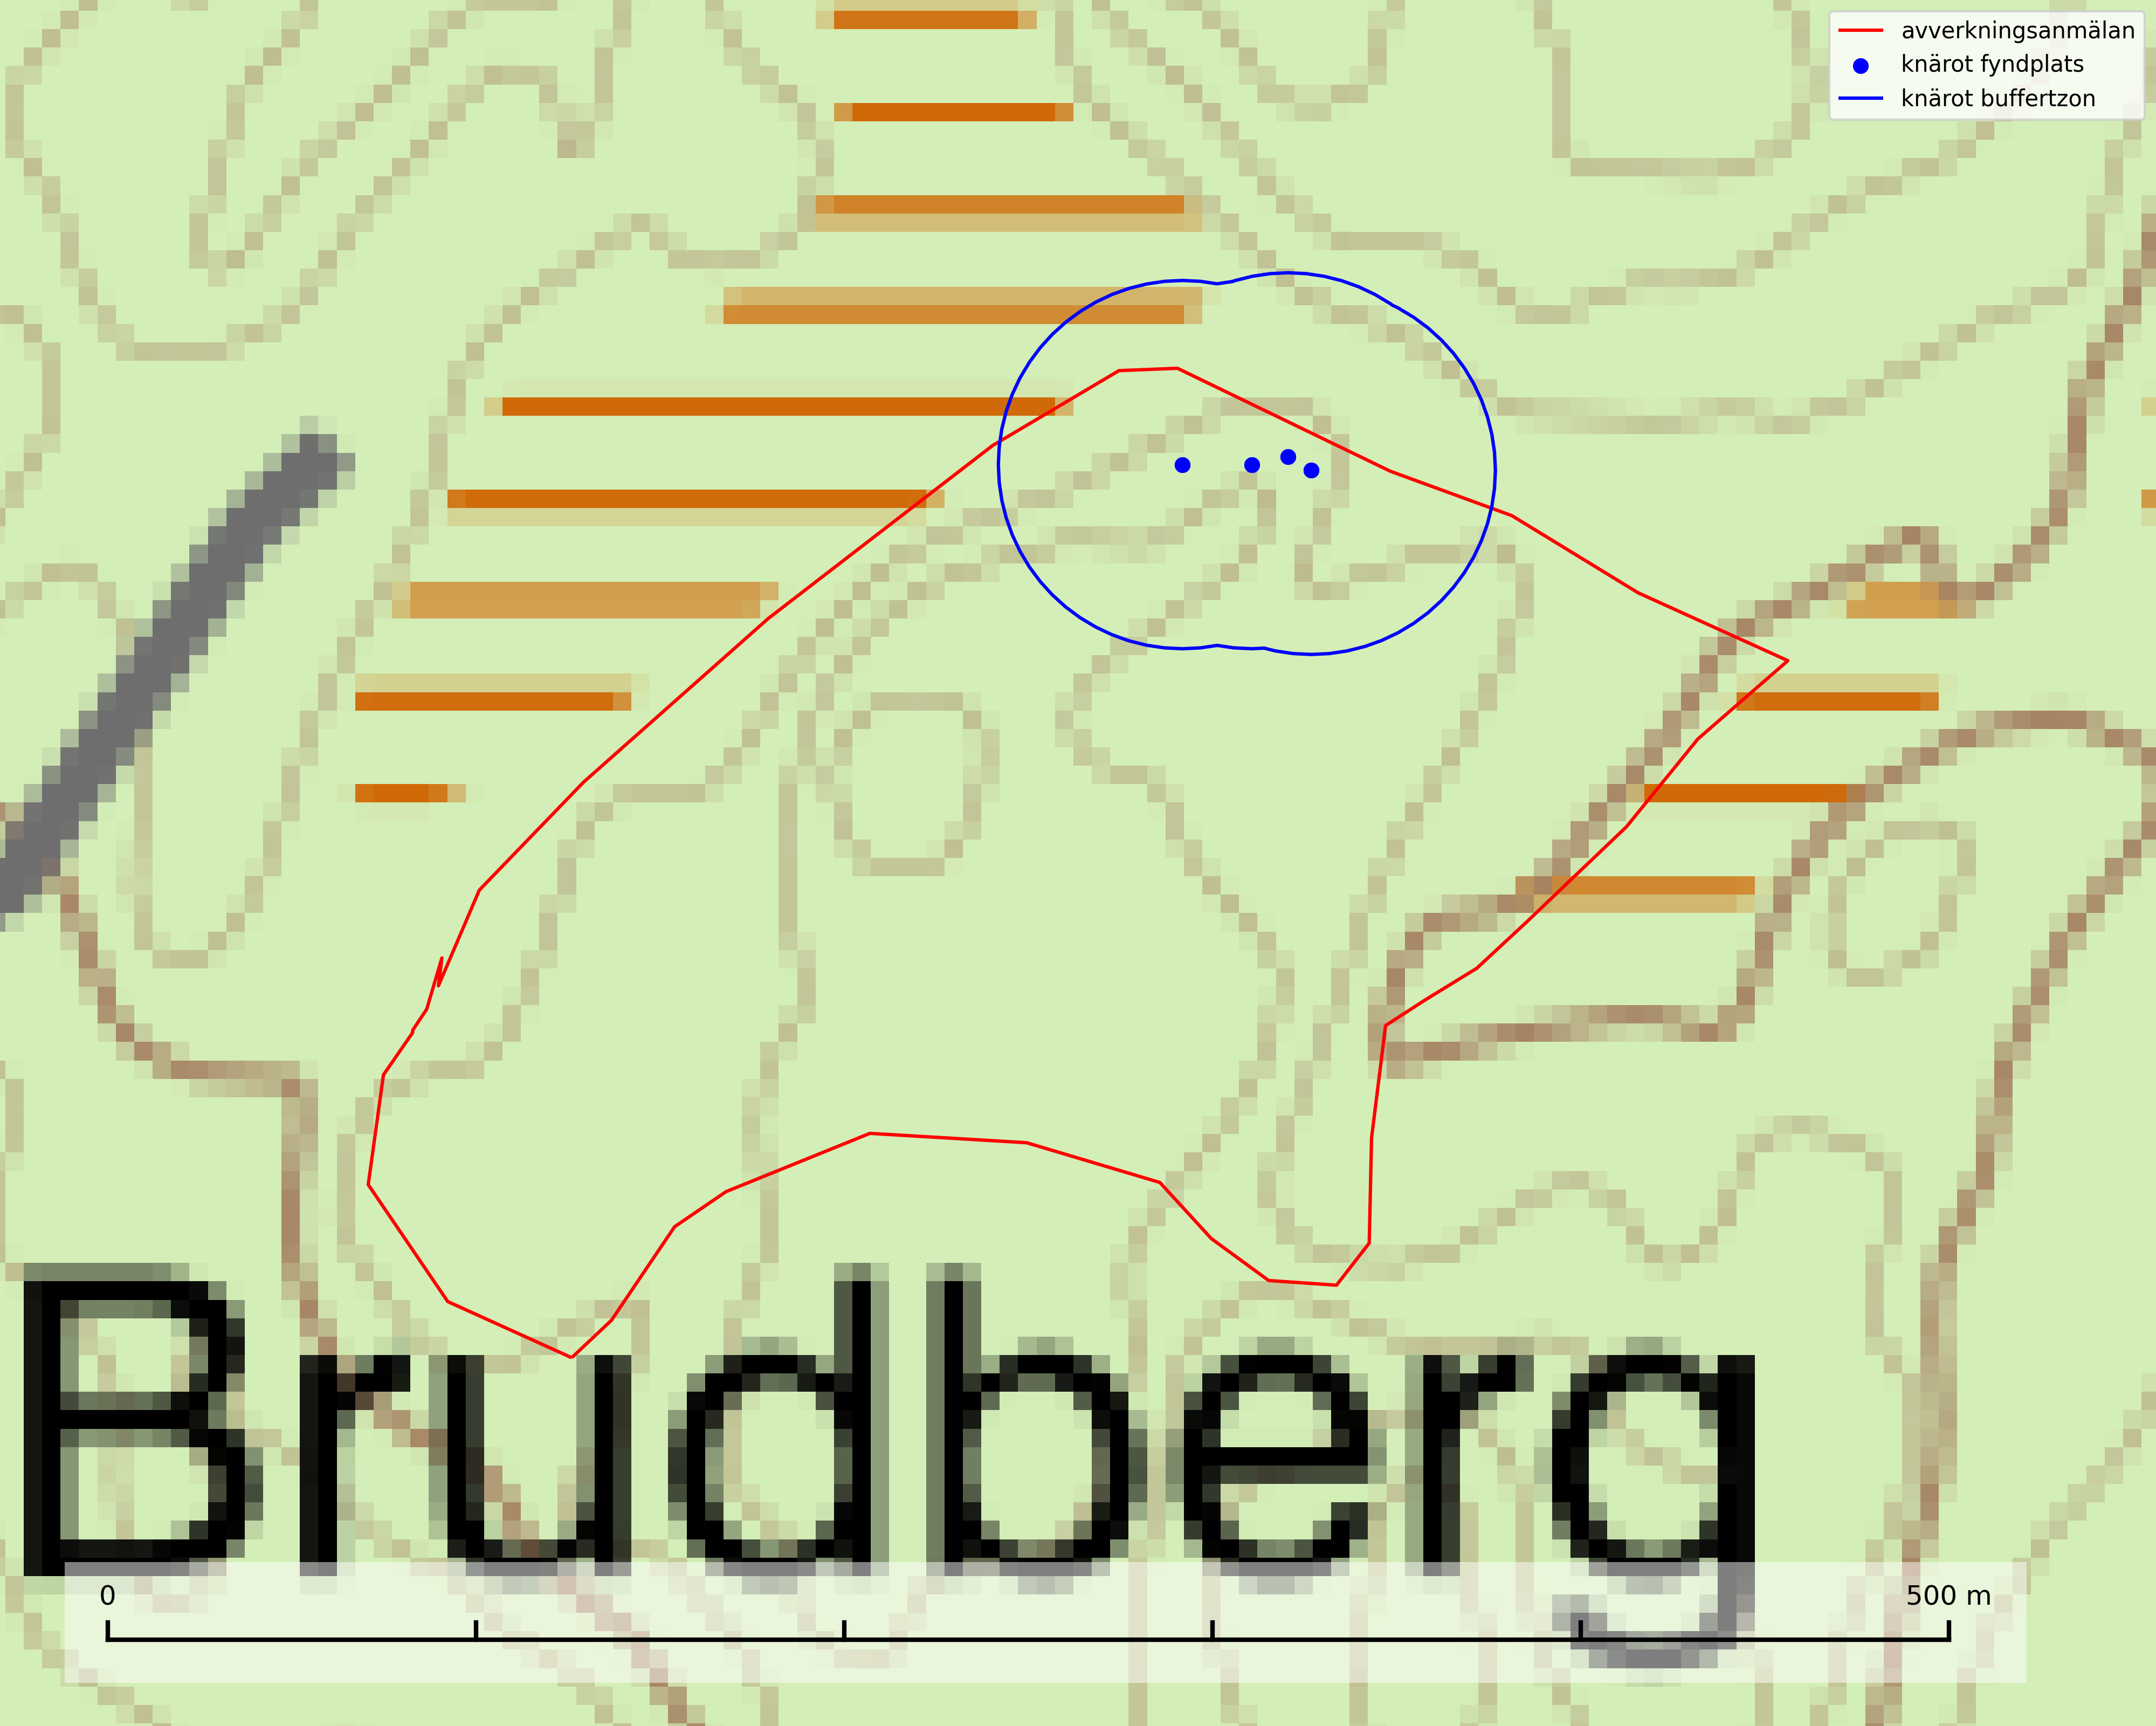 avverkningsanmälan
knärot fyndplats
knärot buffertzon
Brudberg
0 500 m